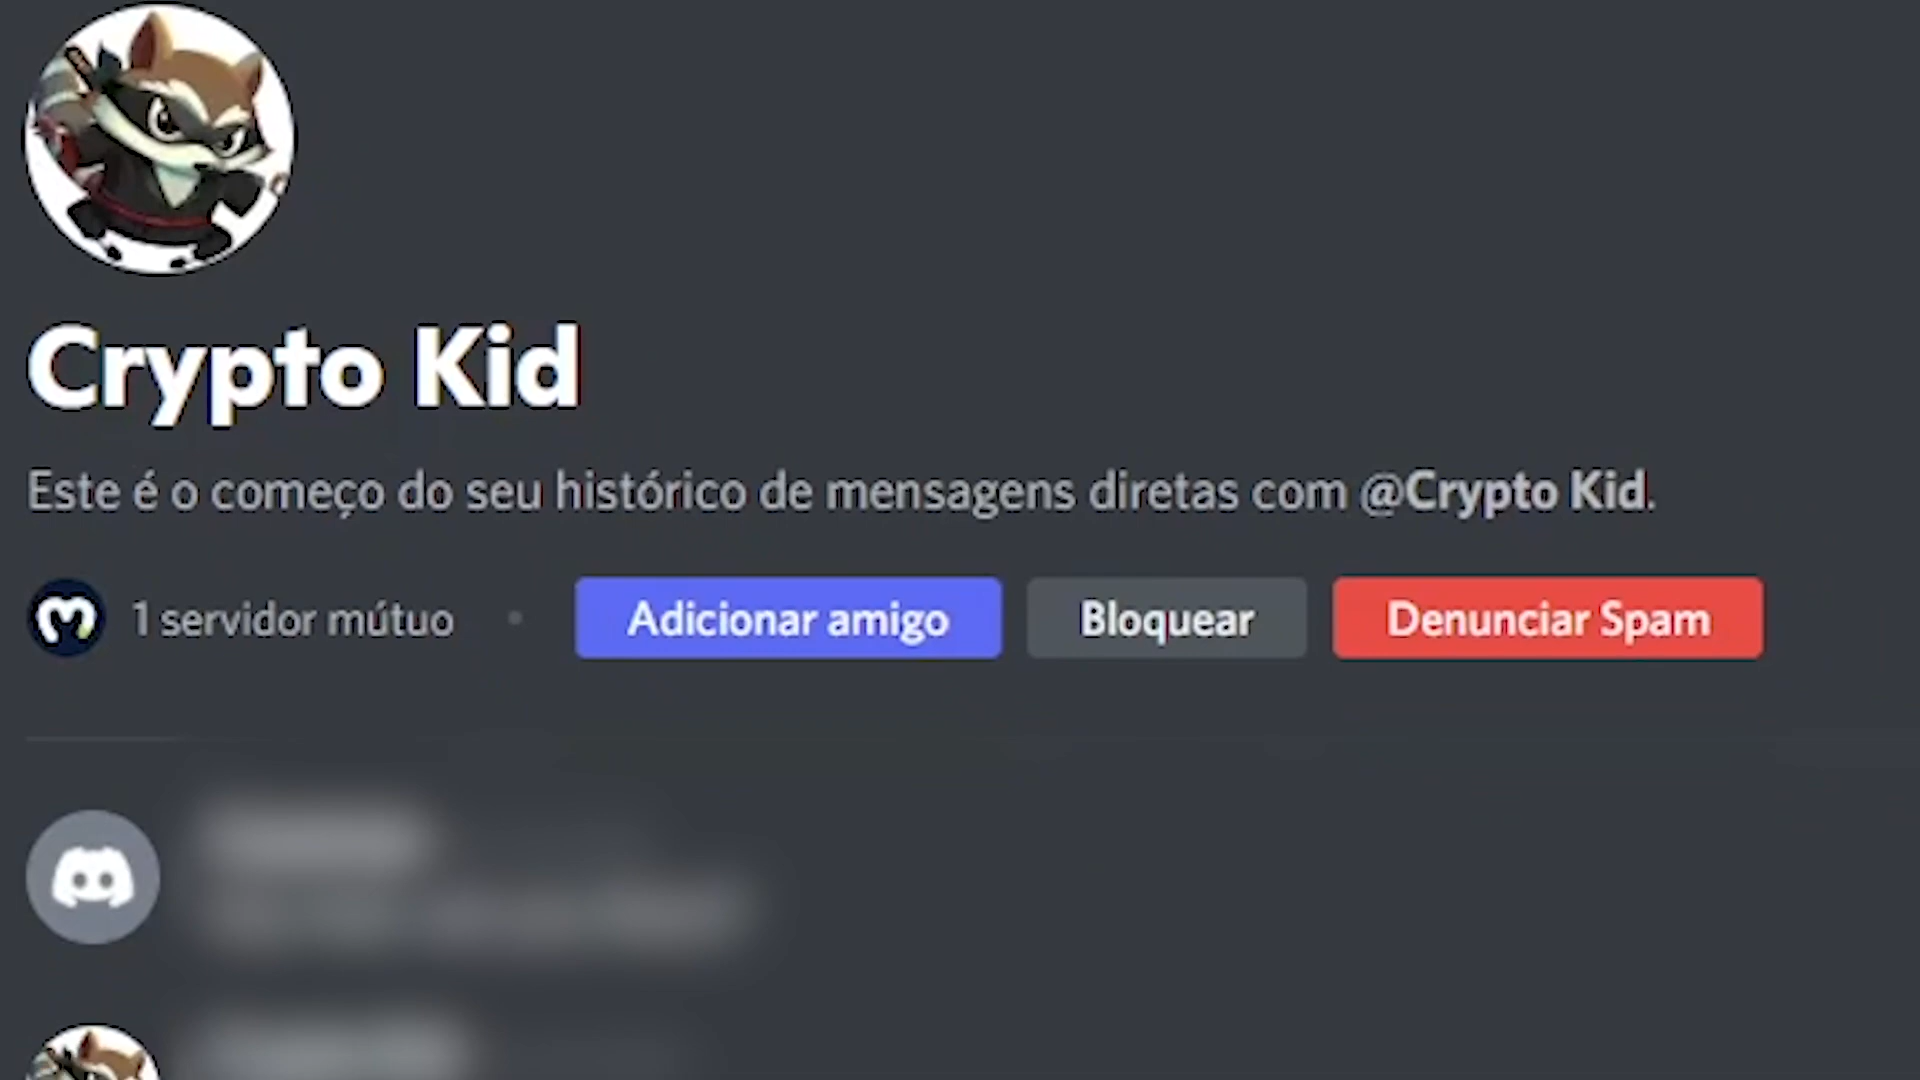 Crypto Kid
Este é o começo do seu histórico de mensagens diretas com @Crypto Kid.
1 servidor mútuo • Adicionar amigo Bloquear Denunciar Spam